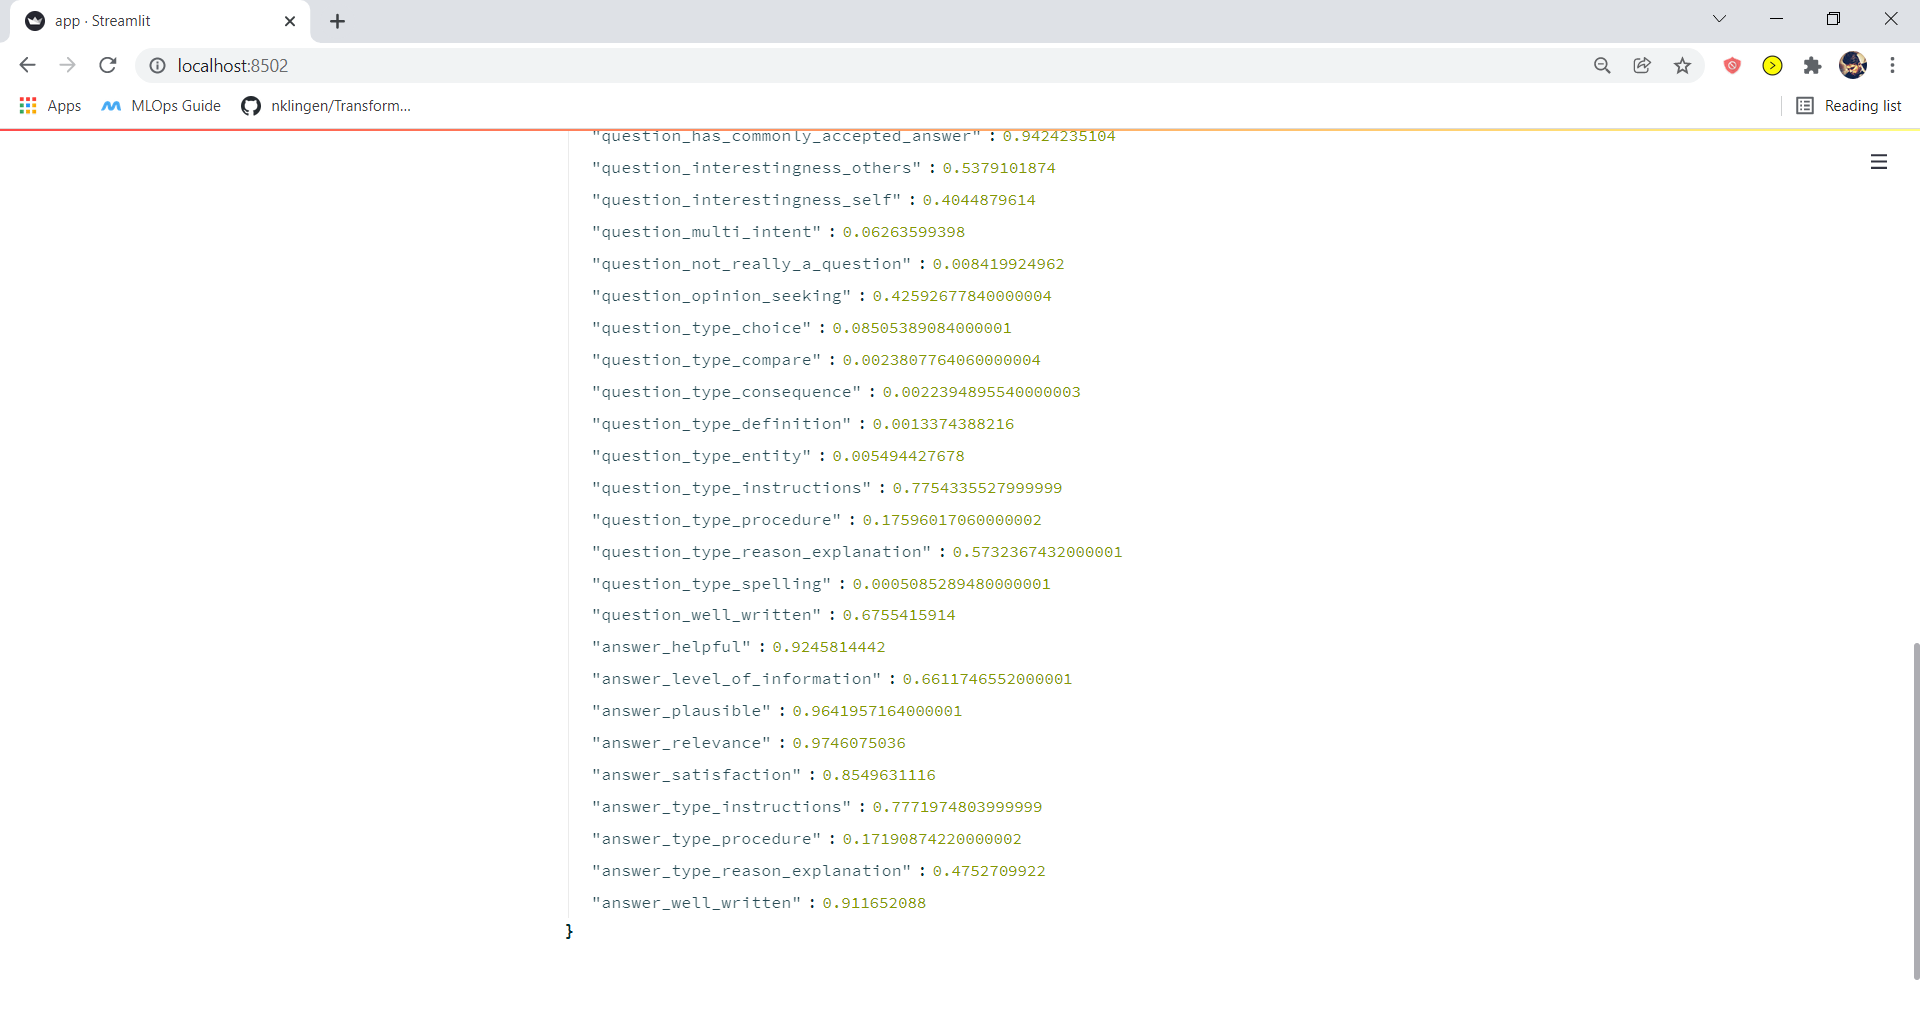 app · Streamlit
localhost:8502
Apps MLOps Guide nklingen/Transform... Reading list
"question_has_commonly_accepted_answer" : 0.9424235104
"question_interestingness_others" : 0.5379101874
"question_interestingness_self" : 0.4044879614
"question_multi_intent" : 0.06263599398
"question_not_really_a_question" : 0.008419924962
"question_opinion_seeking" : 0.42592677840000004
"question_type_choice" : 0.08505389084000001
"question_type_compare" : 0.0023807764060000004
"question_type_consequence" : 0.0022394895540000003
"question_type_definition" : 0.0013374388216
"question_type_entity" : 0.005494427678
"question_type_instructions" : 0.7754335527999999
"question_type_procedure" : 0.17596017060000002
"question_type_reason_explanation" : 0.5732367432000001
"question_type_spelling" : 0.0005085289480000001
"question_well_written" : 0.6755415914
"answer_helpful" : 0.9245814442
"answer_level_of_information" : 0.6611746552000001
"answer_plausible" : 0.9641957164000001
"answer_relevance" : 0.9746075036
"answer_satisfaction" : 0.8549631116
"answer_type_instructions" : 0.7771974803999999
"answer_type_procedure" : 0.17190874220000002
"answer_type_reason_explanation" : 0.4752709922
"answer_well_written" : 0.911652088
}